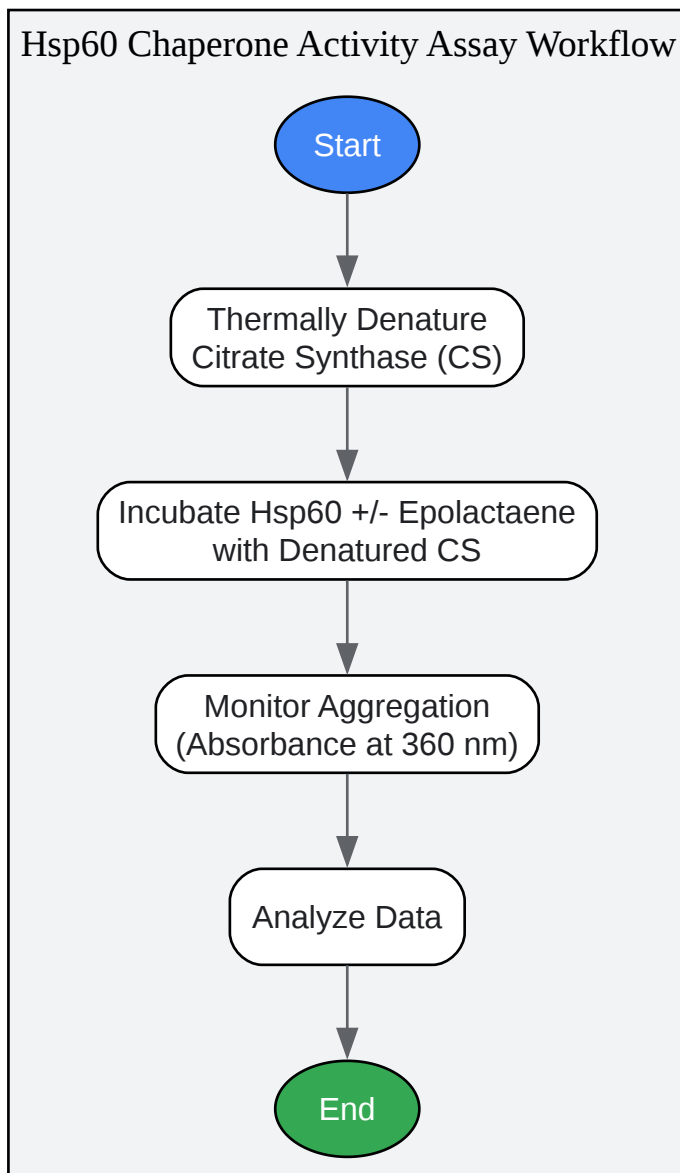 Hsp60 Chaperone Activity Assay Workflow
Start
Thermally Denature
Citrate Synthase (CS)
Incubate Hsp60 +/- Epolactaene
with Denatured CS
Monitor Aggregation
(Absorbance at 360 nm)
Analyze Data
End